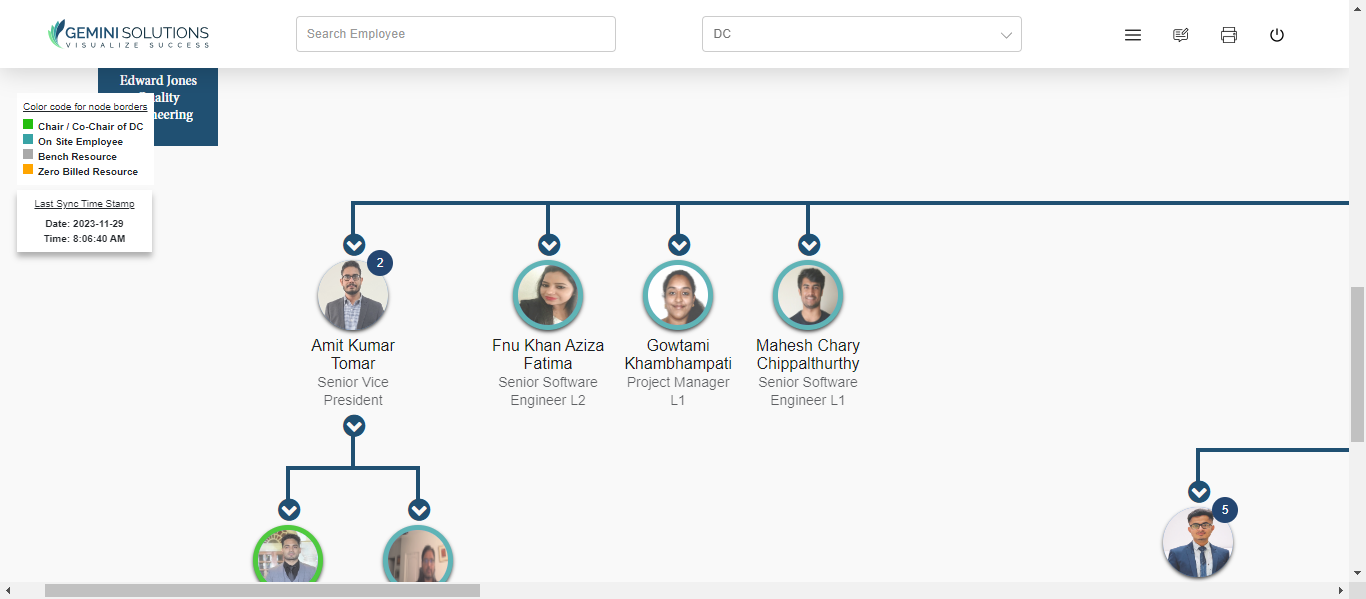 GEMINI SOLUTIONS
VISUALIZE SUCCESS
Search Employee
DC
Edward Jones
ality
neering
Color code for node borders
Chair / Co-Chair of DC
On Site Employee
Bench Resource
Zero Billed Resource
Last Sync Time Stamp
Date: 2023-11-29
Time: 8:06:40 AM
2
Amit Kumar
Tomar
Senior Vice
President
Fnu Khan Aziza
Fatima
Senior Software
Engineer L2
Gowtami
Khambhampati
Project Manager
L1
Mahesh Chary
Chippalthurthy
Senior Software
Engineer L1
5